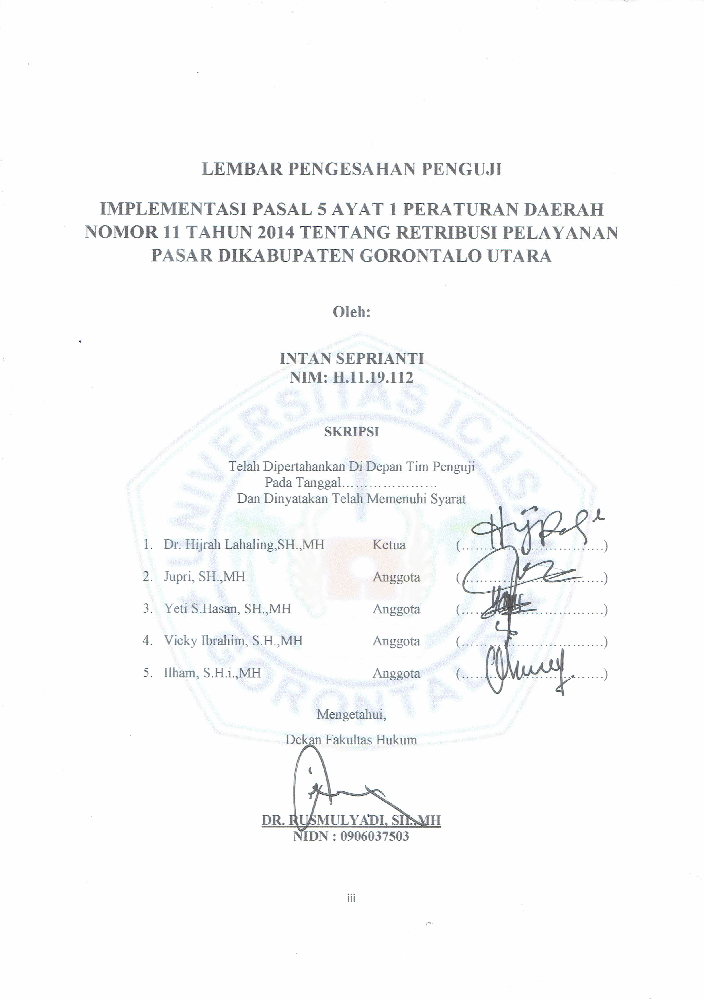 LEMBAR PENGESAHAN PENGUJI
IMPLEMENTASI PASAL 5 AYAT 1 PERATURAN DAERAH
NOMOR 11 TAHUN 2014 TENTANG RETRIBUSI PELAYANAN
PASAR DIKABUPATEN GORONTALO UTARA
Oleh:
INTAN SEPRIANTI
NIM: H.11.19.112
UNIVERSITAS ICHSAN
SKRIPSI
Telah Dipertahankan Di Depan Tim Penguji
Pada Tanggal.....................
Dan Dinyatakan Telah Memenuhi Syarat
1. Dr. Hijrah Lahaling,SH.,MH Ketua (....................................)
2. Jupri, SH.,MH Anggota (....................................)
3. Yeti S.Hasan, SH.,MH Anggota (....................................)
4. Vicky Ibrahim, S.H.,MH Anggota (....................................)
5. Ilham, S.H.i.,MH Anggota (....................................)
GORONTALO
Mengetahui,
Dekan Fakultas Hukum
DR. RUSMULYADI, SH.,MH
NIDN : 0906037503
iii